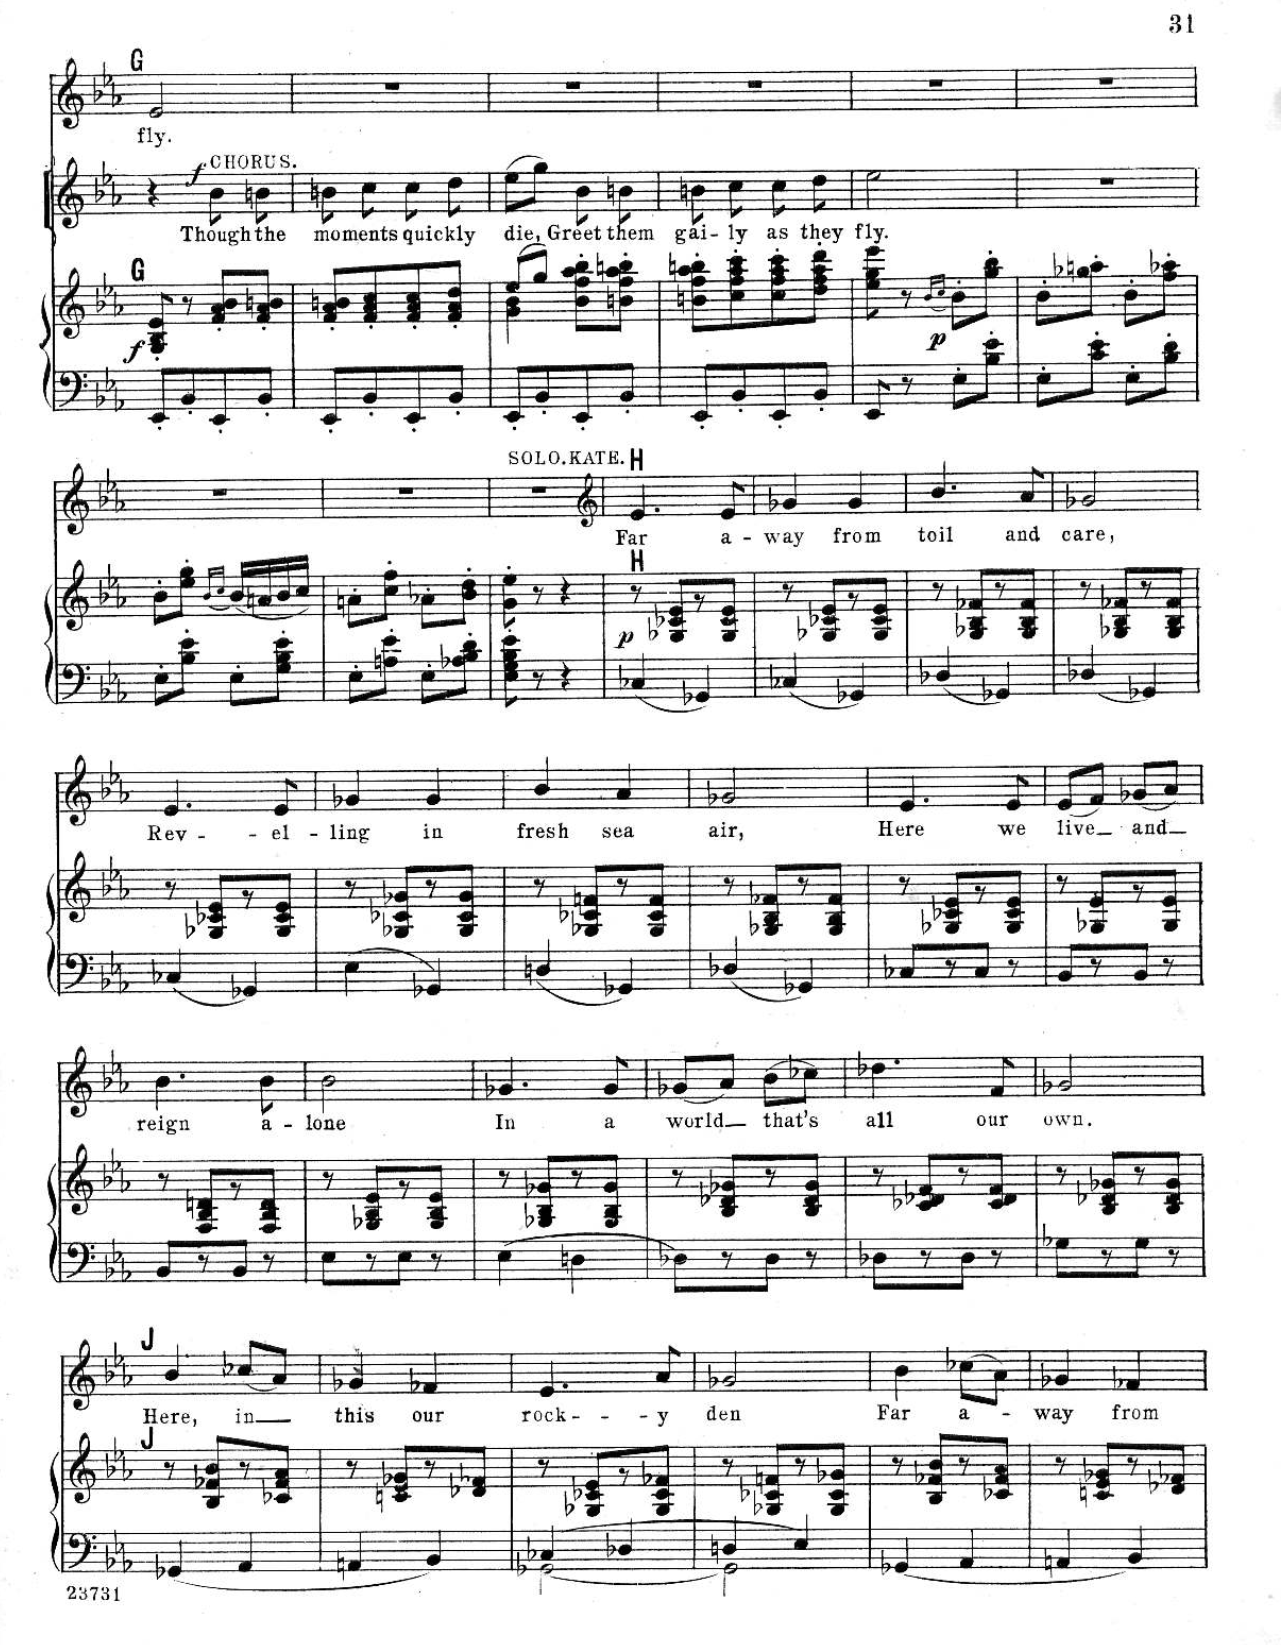 31
G
fly.
f CHORUS.
Though the moments quickly die, Greet them gai - ly as they fly.
G
f
p
SOLO. KATE. H
Far a - way from toil and care,
H
p
Rev - - el - ling in fresh sea air, Here we live and
reign a - lone In a world that's all our own.
J
Here, in this our rock - - - y den Far a - way from
J
23731